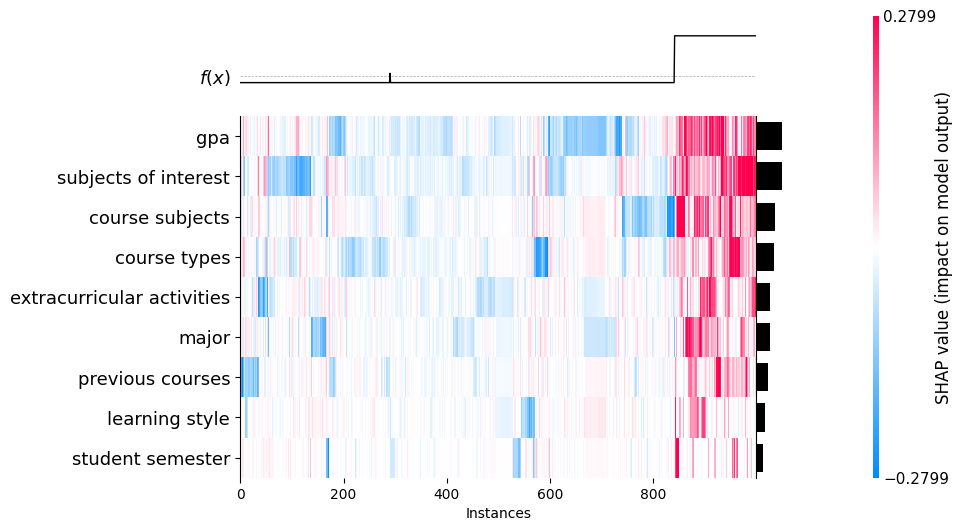 0.2799
f(x)
gpa
subjects of interest
course subjects
course types
extracurricular activities
major
previous courses
learning style
student semester
0 200 400 600 800
Instances
−0.2799
SHAP value (impact on model output)